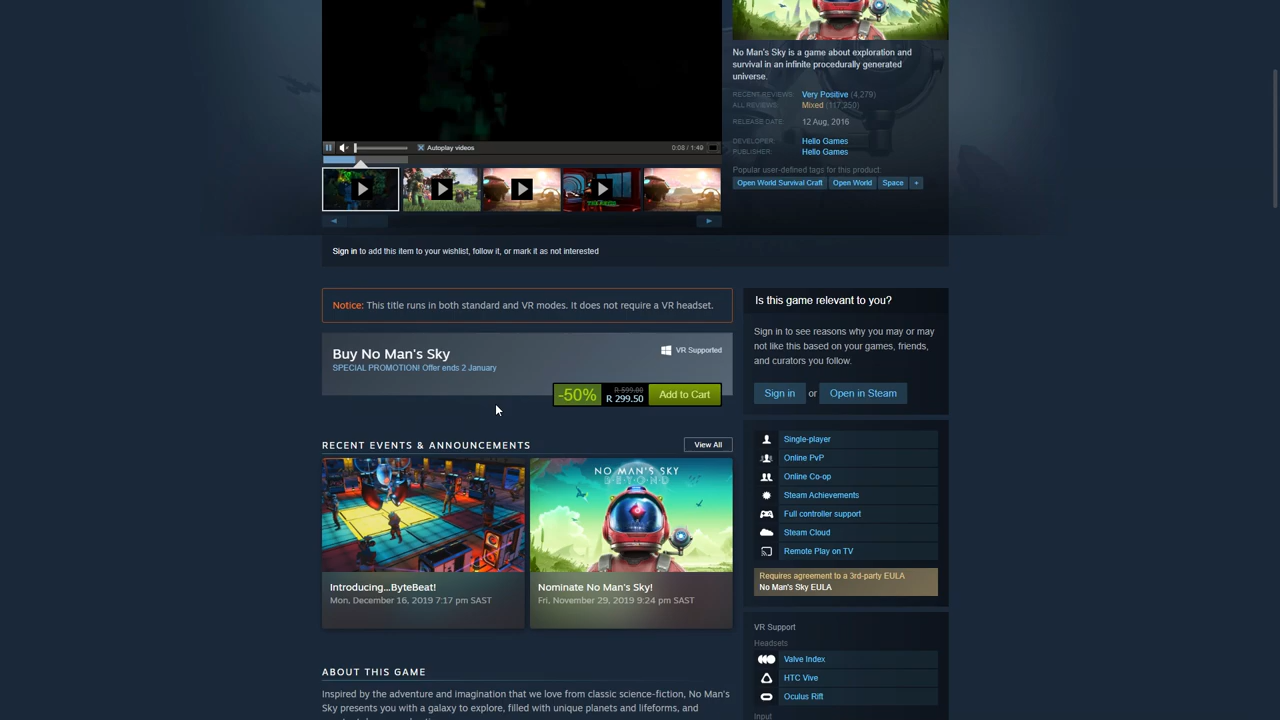 No Man's Sky is a game about exploration and
survival in an infinite procedurally generated
universe.
RECENT REVIEWS: Very Positive (4,279)
ALL REVIEWS: Mixed (117,250)
RELEASE DATE: 12 Aug, 2016
DEVELOPER: Hello Games
PUBLISHER: Hello Games
Popular user-defined tags for this product:
Open World Survival Craft Open World Space +
Autoplay videos 0:08 / 1:49
Sign in to add this item to your wishlist, follow it, or mark it as not interested
Notice: This title runs in both standard and VR modes. It does not require a VR headset.
Buy No Man's Sky
VR Supported
SPECIAL PROMOTION! Offer ends 2 January
-50% R 599.00 R 299.50 Add to Cart
RECENT EVENTS & ANNOUNCEMENTS View All
NO MAN'S SKY
BEYOND
Introducing...ByteBeat!
Mon, December 16, 2019 7:17 pm SAST
Nominate No Man's Sky!
Fri, November 29, 2019 9:24 pm SAST
ABOUT THIS GAME
Inspired by the adventure and imagination that we love from classic science-fiction, No Man's
Sky presents you with a galaxy to explore, filled with unique planets and lifeforms, and
Is this game relevant to you?
Sign in to see reasons why you may or may
not like this based on your games, friends,
and curators you follow.
Sign in or Open in Steam
Single-player
Online PvP
Online Co-op
Steam Achievements
Full controller support
Steam Cloud
Remote Play on TV
Requires agreement to a 3rd-party EULA
No Man's Sky EULA
VR Support
Headsets
Valve Index
HTC Vive
Oculus Rift
Input